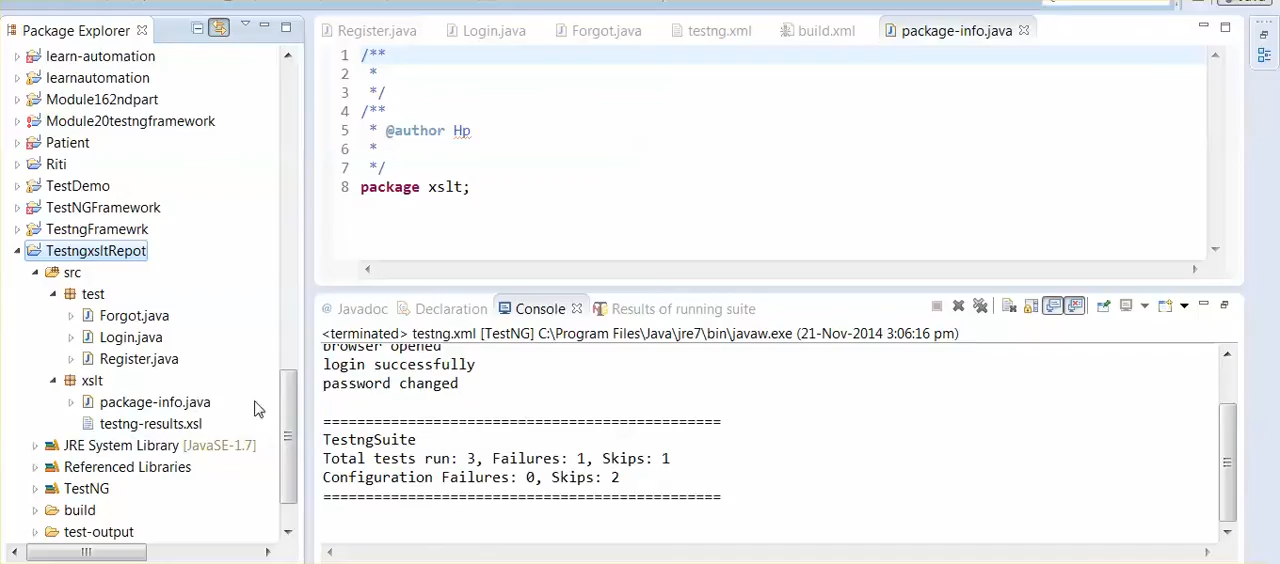 Package Explorer
learn-automation
learnautomation
Module162ndpart
Module20testngframework
Patient
Riti
TestDemo
TestNGFramework
TestngFramewrk
TestngxsltRepot
src
test
Forgot.java
Login.java
Register.java
xslt
package-info.java
testng-results.xsl
JRE System Library [JavaSE-1.7]
Referenced Libraries
TestNG
build
test-output
Register.java Login.java Forgot.java testng.xml build.xml package-info.java
1 /**
2 *
3 */
4 /**
5 * @author Hp
6 *
7 */
8 package xslt;
Javadoc Declaration Console Results of running suite
<terminated> testng.xml [TestNG] C:\Program Files\Java\jre7\bin\javaw.exe (21-Nov-2014 3:06:16 pm)
browser opened
login successfully
password changed
===============================================
TestngSuite
Total tests run: 3, Failures: 1, Skips: 1
Configuration Failures: 0, Skips: 2
===============================================